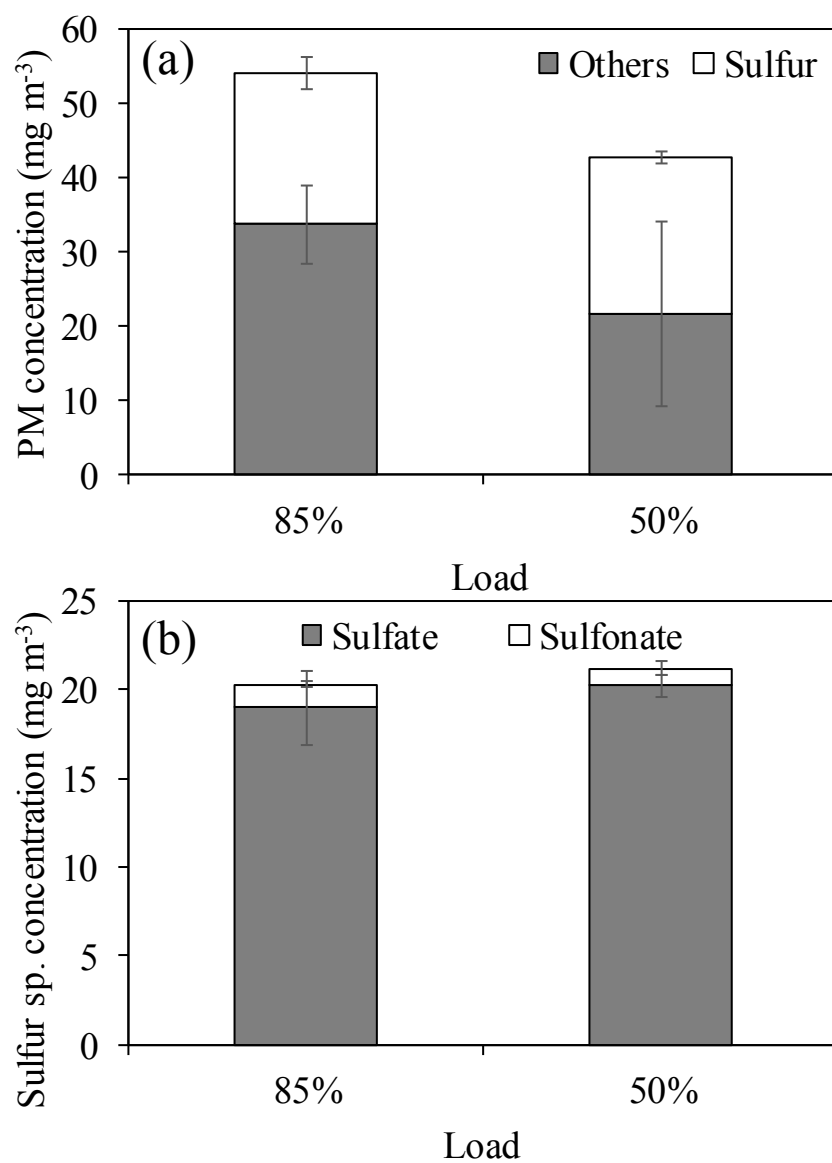 (a)
Others Sulfur
PM concentration (mg m-3)
60
50
40
30
20
10
0
85% 50%
Load
(b)
Sulfate Sulfonate
Sulfur sp. concentration (mg m-3)
25
20
15
10
5
0
85% 50%
Load